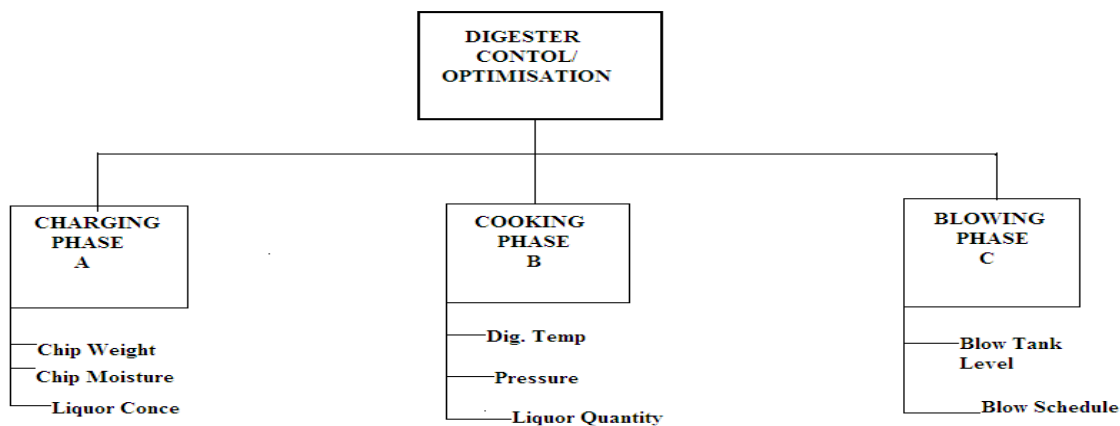 DIGESTER
CONTOL/
OPTIMISATION
CHARGING
PHASE
A
Chip Weight
Chip Moisture
Liquor Conce
COOKING
PHASE
B
Dig. Temp
Pressure
Liquor Quantity
BLOWING
PHASE
C
Blow Tank
Level
Blow Schedule